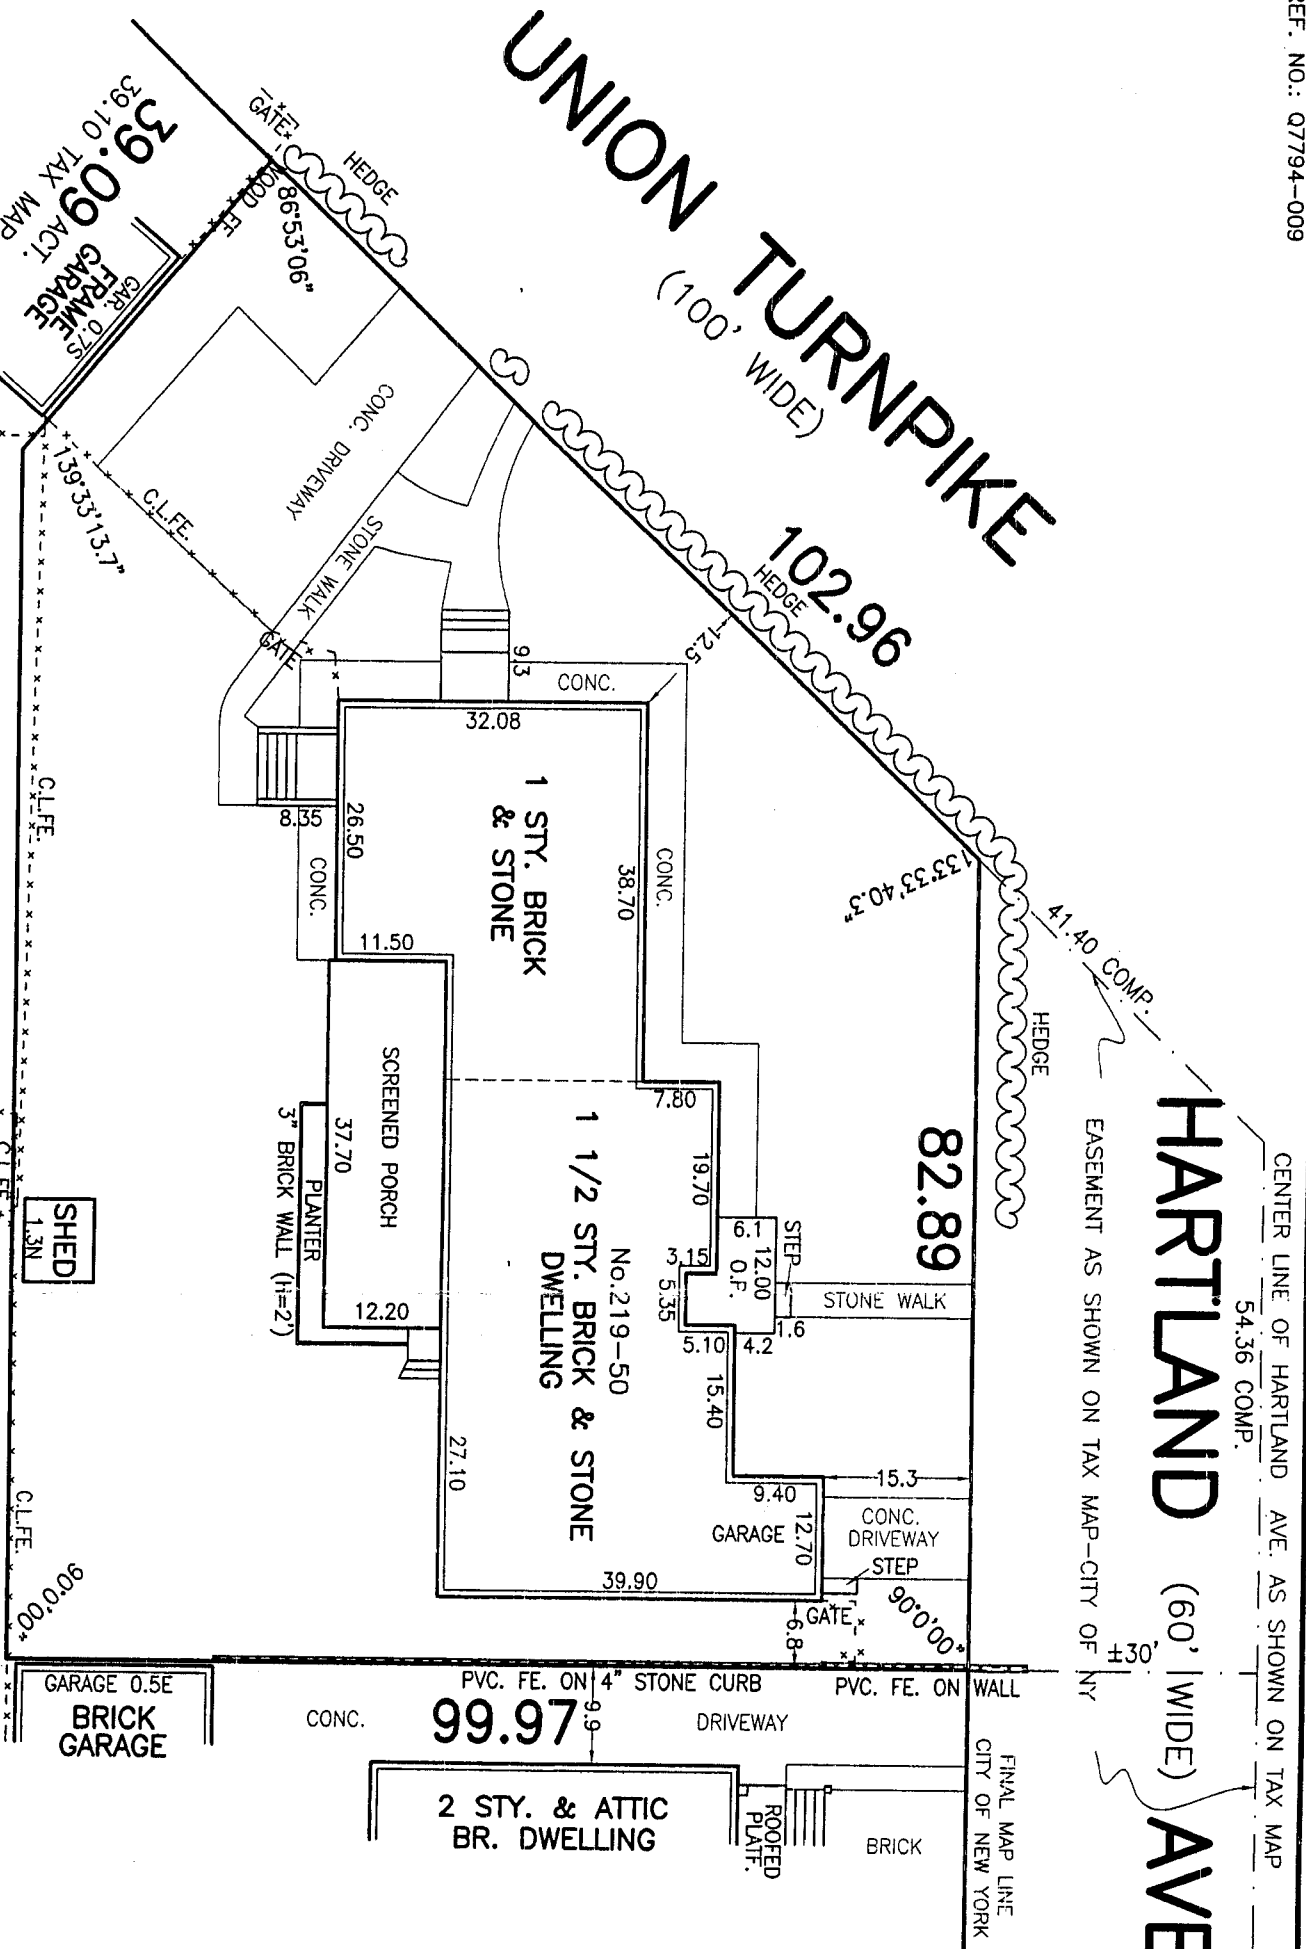 REF. NO.: Q7794-009
UNION TURNPIKE
(100' WIDE)
HEDGE
GATE
WOOD FE.
86°53'06"
39.09 ACT.
39.10 TAX MAP
FRAME
GARAGE
GAR. 0.7S
139°33'13.7"
CONC. DRIVEWAY
C.L.FE.
STONE WALK
GATE
102.96
HEDGE
12.5
9.3
CONC.
32.08
8.35
26.50
CONC.
11.50
1 STY. BRICK
& STONE
38.70
CONC.
133°33'40.3"
41.40 COMP.
HEDGE
HARTLAND (60' WIDE) AVE
CENTER LINE OF HARTLAND AVE. AS SHOWN ON TAX MAP
54.36 COMP.
EASEMENT AS SHOWN ON TAX MAP-CITY OF NY
82.89
7.80
19.70
3.15
5.35
6.1
12.00
O.P.
STEP
STONE WALK
1.6
4.2
5.10
15.40
SCREENED PORCH
37.70
PLANTER
3" BRICK WALL (H=2')
12.20
No.219-50
1 1/2 STY. BRICK & STONE
DWELLING
27.10
15.3
9.40
12.70
GARAGE
CONC.
DRIVEWAY
STEP
39.90
GATE
6.8
90°0'00"
±30'
C.L.FE.
SHED
1.3N
C.L.FE.
C.L.FE.
90°0'00"
PVC. FE. ON 4" STONE CURB
PVC. FE. ON WALL
GARAGE 0.5E
BRICK
GARAGE
CONC.
99.97
9.9
DRIVEWAY
2 STY. & ATTIC
BR. DWELLING
ROOFED
PLATF.
BRICK
FINAL MAP LINE
CITY OF NEW YORK